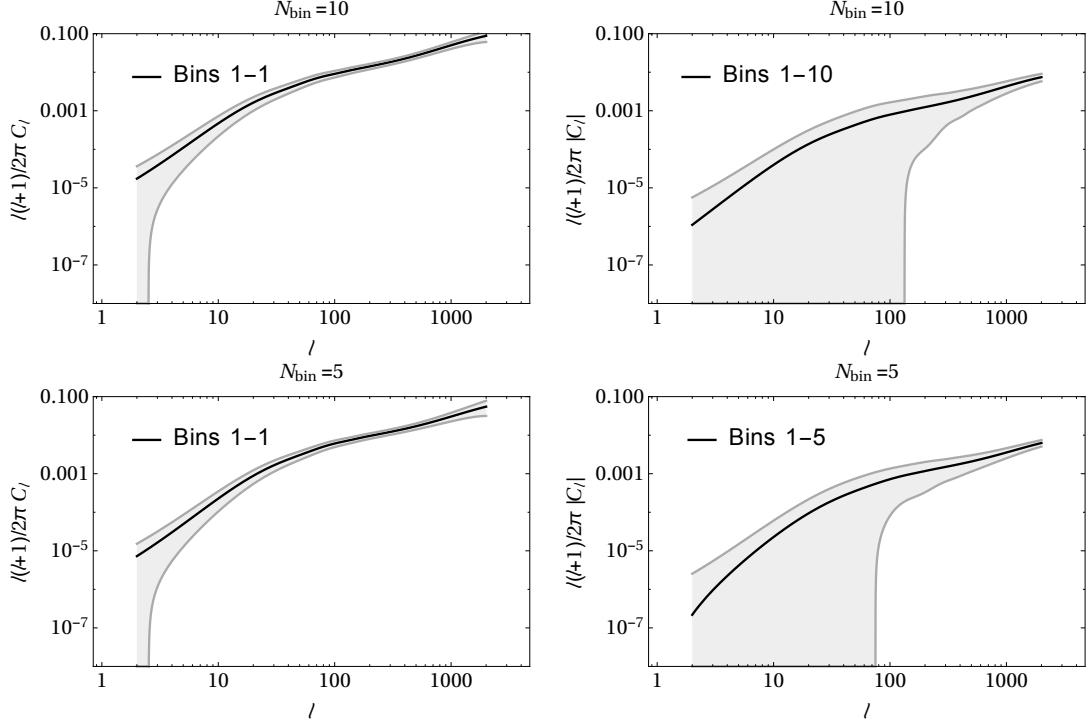 N_bin=10
0.100
0.001
10^-5
10^-7
ℓ(ℓ+1)/2π C_ℓ
Bins 1–1
1 10 100 1000
ℓ
N_bin=10
0.100
0.001
10^-5
10^-7
ℓ(ℓ+1)/2π |C_ℓ|
Bins 1–10
1 10 100 1000
ℓ
N_bin=5
0.100
0.001
10^-5
10^-7
ℓ(ℓ+1)/2π C_ℓ
Bins 1–1
1 10 100 1000
ℓ
N_bin=5
0.100
0.001
10^-5
10^-7
ℓ(ℓ+1)/2π |C_ℓ|
Bins 1–5
1 10 100 1000
ℓ